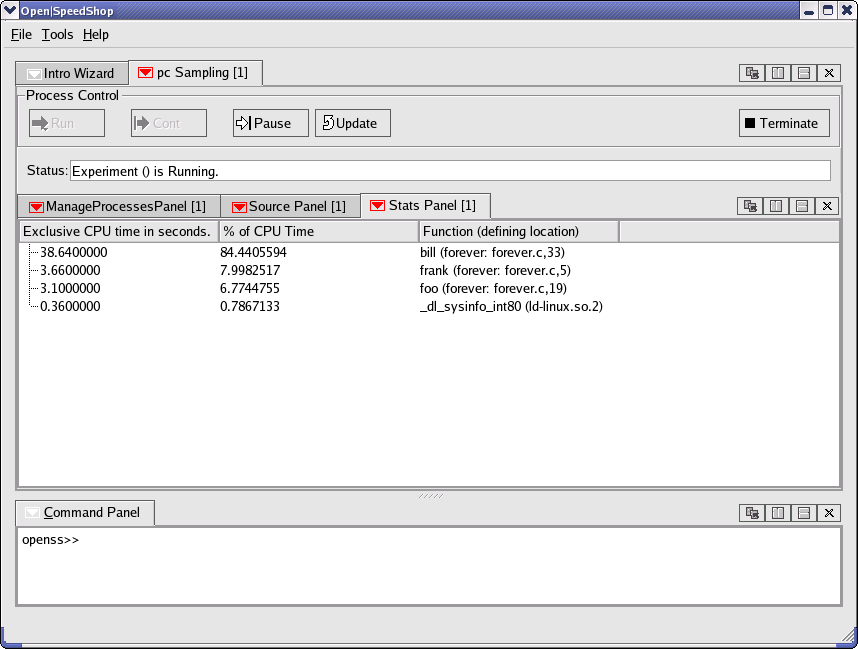 Open|SpeedShop
File Tools Help
Intro Wizard pc Sampling [1]
Process Control
Run Cont Pause Update Terminate
Status: Experiment () is Running.
ManageProcessesPanel [1] Source Panel [1] Stats Panel [1]
Exclusive CPU time in seconds. % of CPU Time Function (defining location)
38.6400000 84.4405594 bill (forever: forever.c,33)
3.6600000 7.9982517 frank (forever: forever.c,5)
3.1000000 6.7744755 foo (forever: forever.c,19)
0.3600000 0.7867133 _dl_sysinfo_int80 (ld-linux.so.2)
Command Panel
openss>>